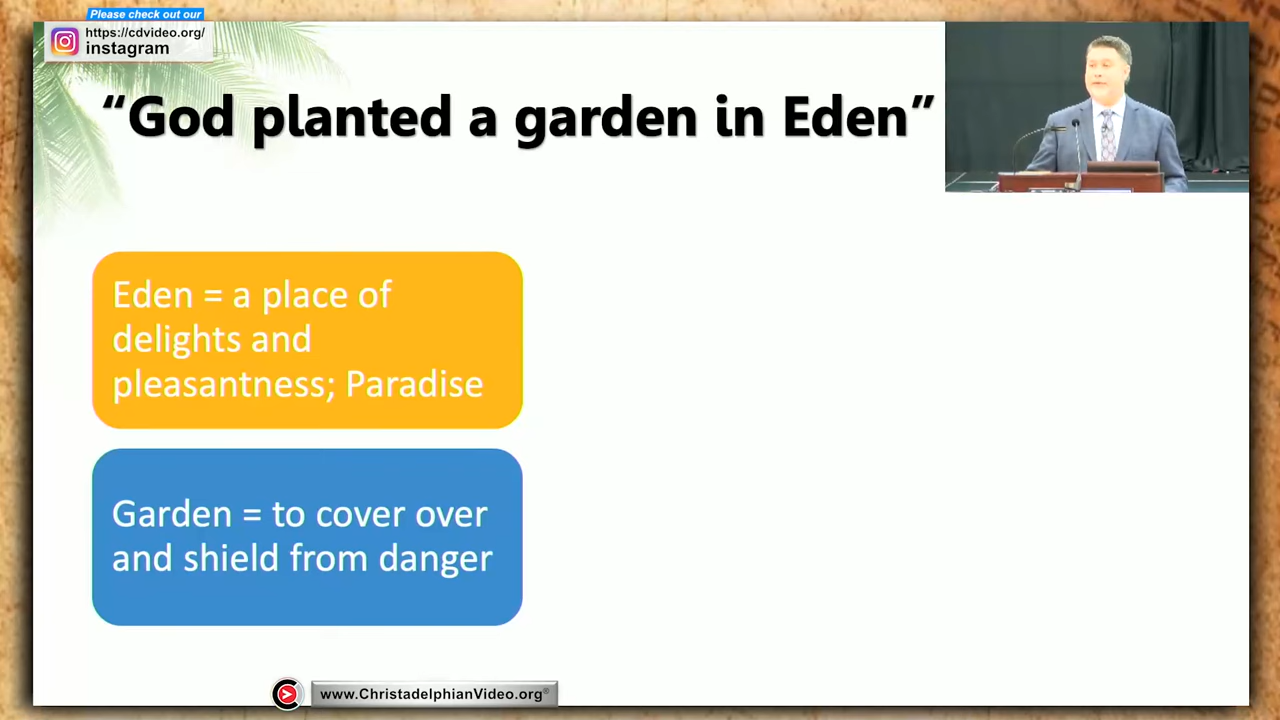 Please check out our
https://cdvideo.org/
instagram
“God planted a garden in Eden”
Eden = a place of
delights and
pleasantness; Paradise
Garden = to cover over
and shield from danger
www.ChristadelphianVideo.org®